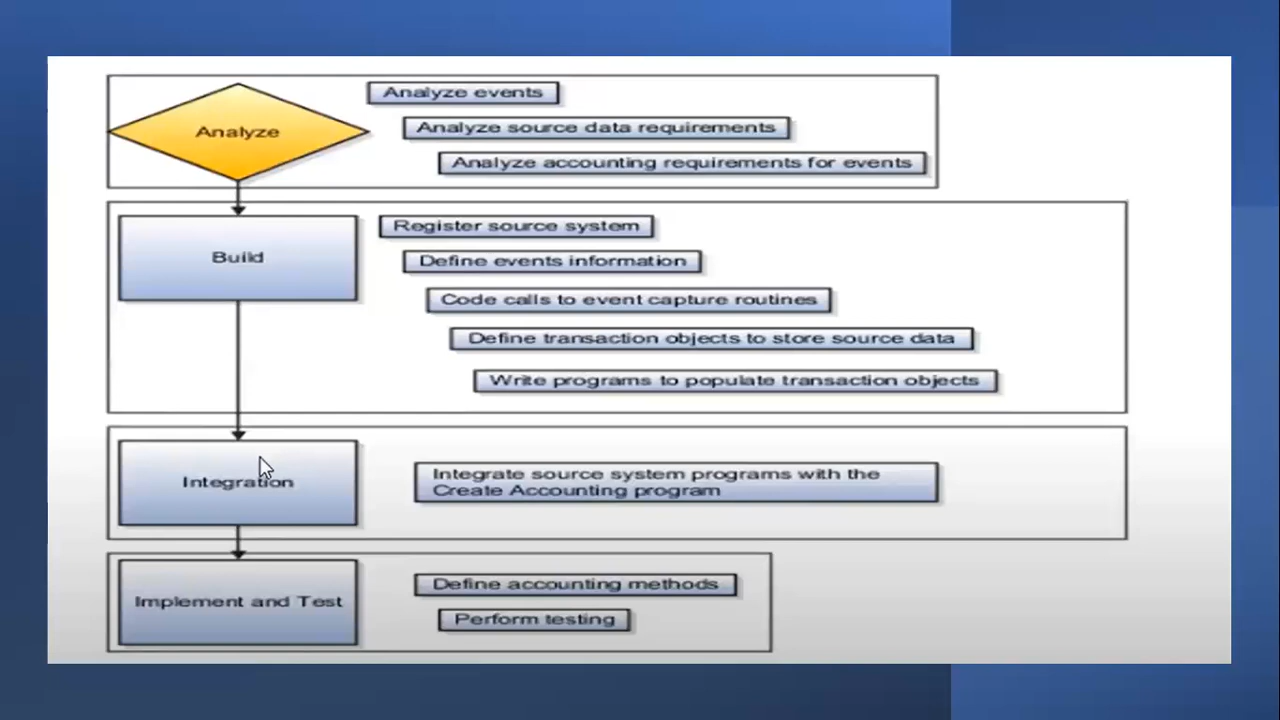 Analyze
Analyze events
Analyze source data requirements
Analyze accounting requirements for events
Build
Register source system
Define events information
Code calls to event capture routines
Define transaction objects to store source data
Write programs to populate transaction objects
Integration
Integrate source system programs with the
Create Accounting program
Implement and Test
Define accounting methods
Perform testing